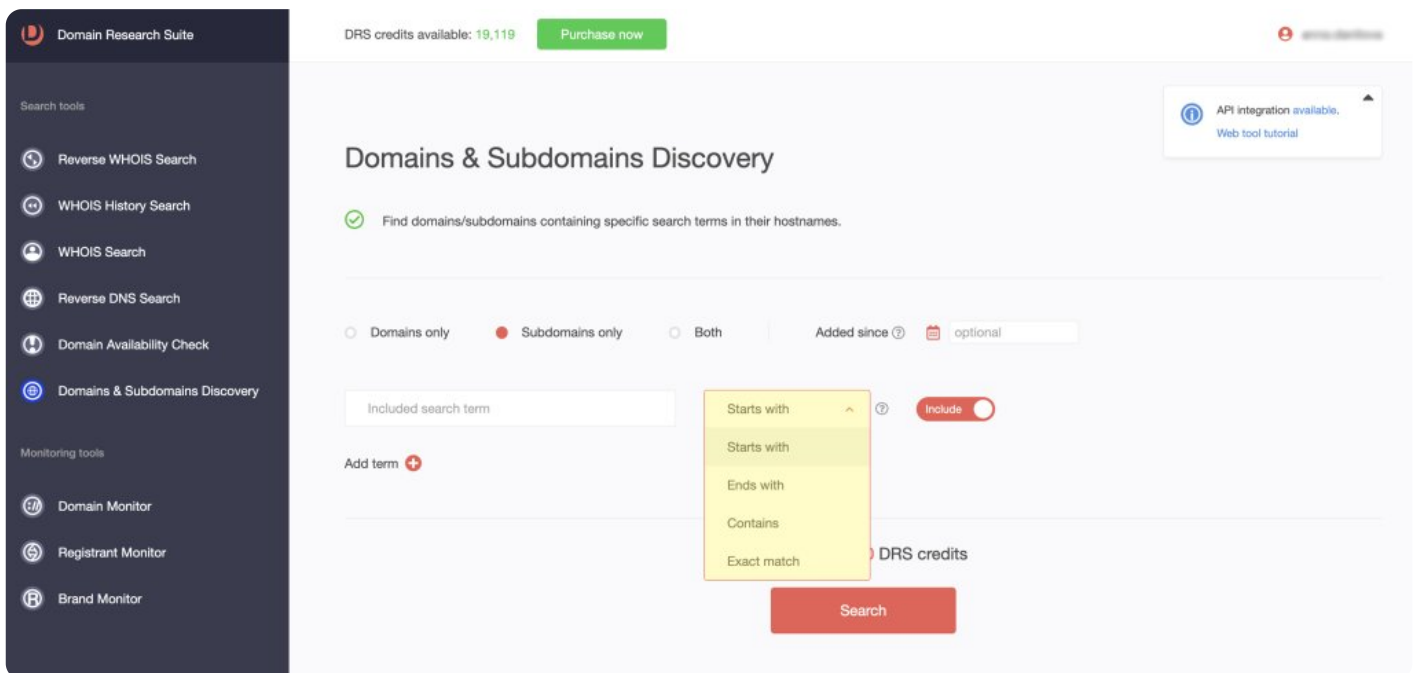 Domain Research Suite
DRS credits available: 19,119
Purchase now
Search tools
Reverse WHOIS Search
WHOIS History Search
WHOIS Search
Reverse DNS Search
Domain Availability Check
Domains & Subdomains Discovery
Monitoring tools
Domain Monitor
Registrant Monitor
Brand Monitor
API integration available.
Web tool tutorial
Domains & Subdomains Discovery
Find domains/subdomains containing specific search terms in their hostnames.
Domains only
Subdomains only
Both
Added since
optional
Included search term
Starts with
Include
Starts with
Ends with
Contains
Exact match
Add term
DRS credits
Search